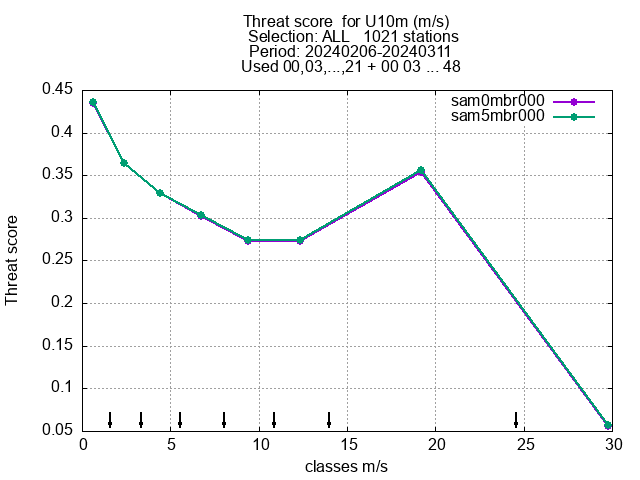 Threat score  for U10m (m/s)
Selection: ALL   1021 stations
Period: 20240206-20240311
Used 00,03,...,21 + 00 03 ... 48
sam0mbr000
sam5mbr000
Threat score
0.45
0.4
0.35
0.3
0.25
0.2
0.15
0.1
0.05
0 5 10 15 20 25 30
classes m/s